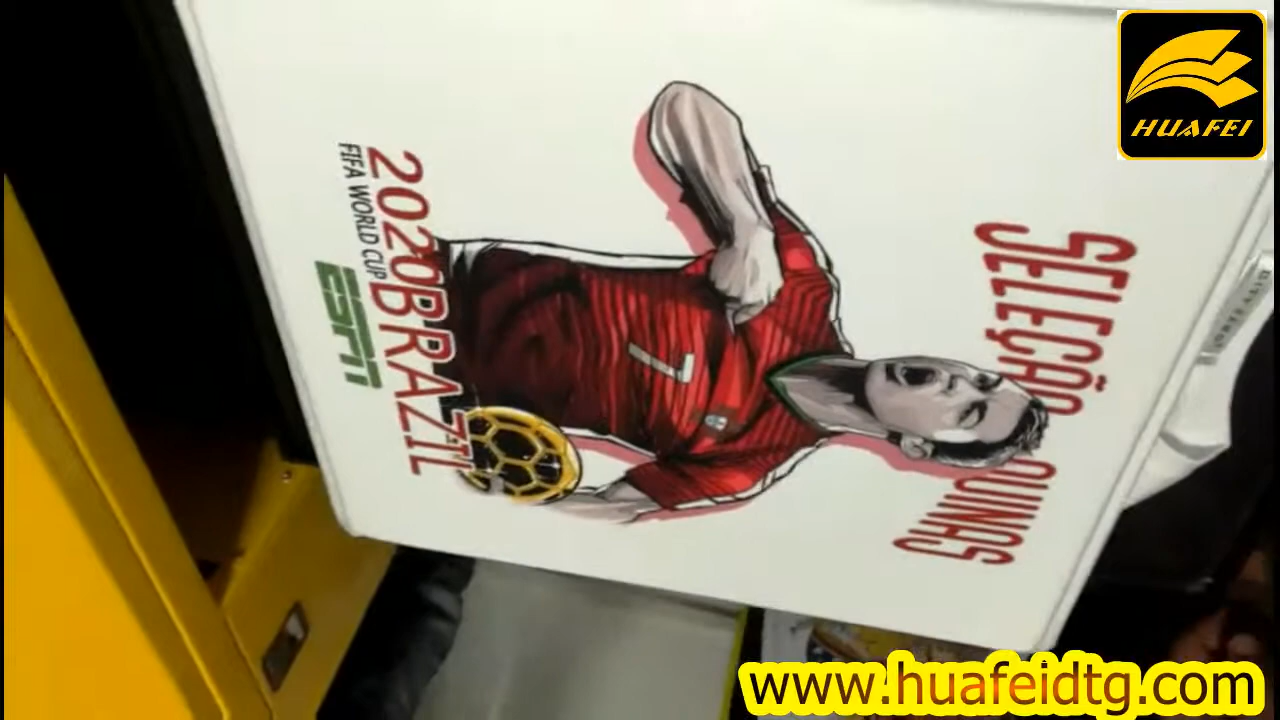 HUAFEI
SELEÇÃO QUINAS
7
2020BRAZIL
FIFA WORLD CUP
ESPN
www.huafeidtg.com